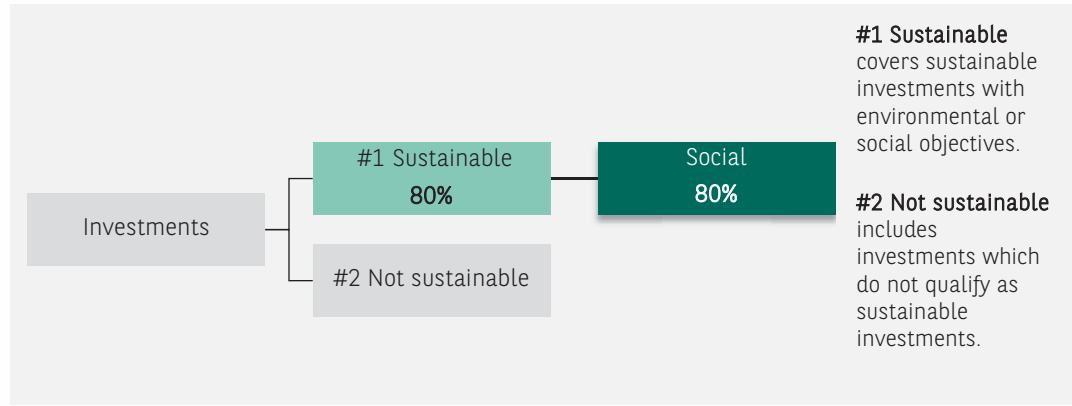 Investments
#1 Sustainable
80%
#2 Not sustainable
Social
80%
#1 Sustainable
covers sustainable
investments with
environmental or
social objectives.
#2 Not sustainable
includes
investments which
do not qualify as
sustainable
investments.